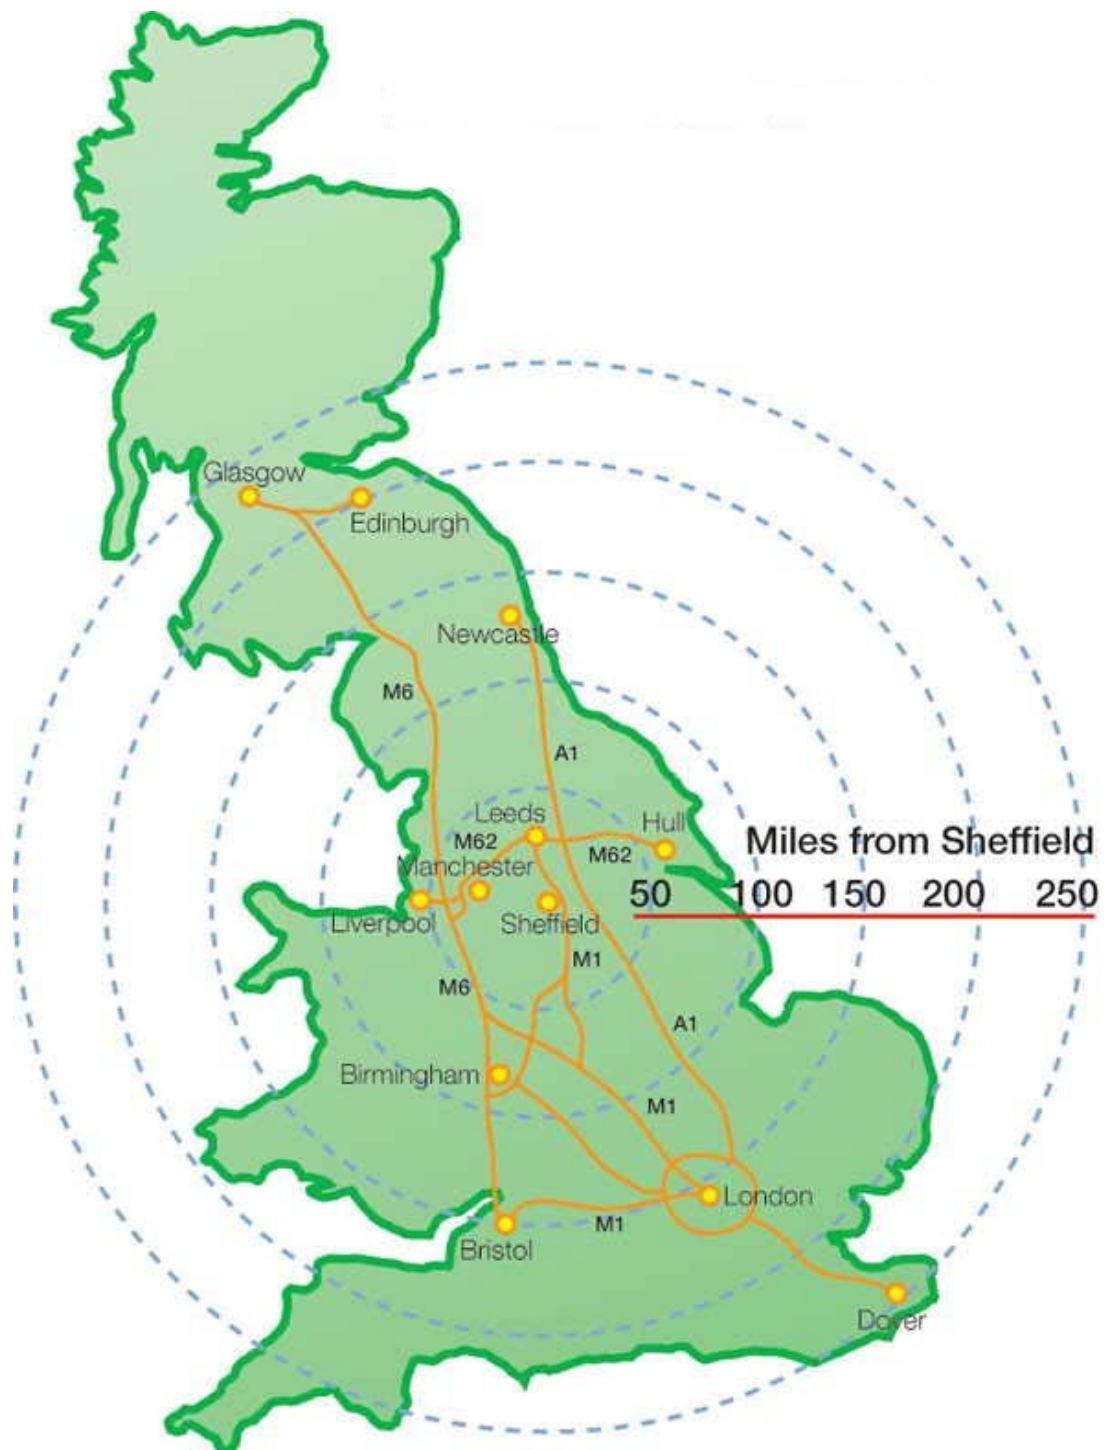 Glasgow
Edinburgh
Newcastle
M6
A1
Leeds
Hull
M62
M62
Miles from Sheffield
Manchester
50 100 150 200 250
Liverpool
Sheffield
M1
M6
A1
Birmingham
M1
London
M1
Bristol
Dover